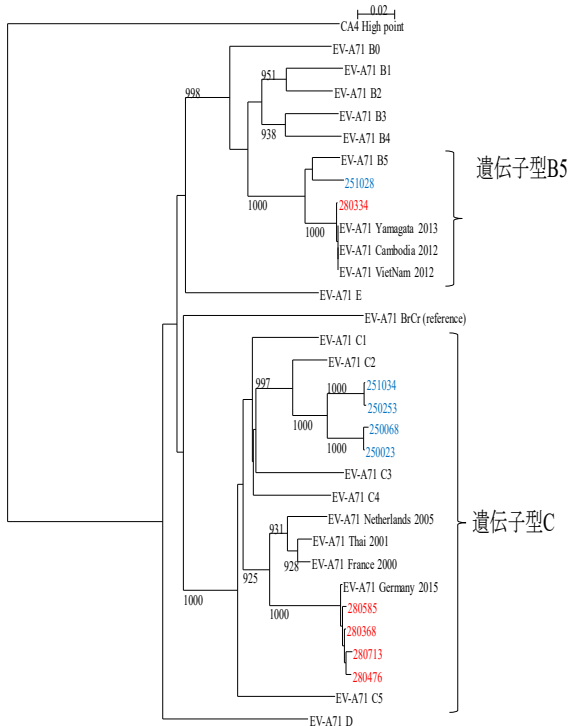 0.02
CA4 High point
EV-A71 B0
EV-A71 B1
951
EV-A71 B2
998
EV-A71 B3
938
EV-A71 B4
EV-A71 B5
遺伝子型B5
251028
1000
280334
1000
EV-A71 Yamagata 2013
EV-A71 Cambodia 2012
EV-A71 VietNam 2012
EV-A71 E
EV-A71 BrCr (reference)
EV-A71 C1
EV-A71 C2
997
1000
251034
250253
1000
250068
1000
250023
EV-A71 C3
EV-A71 C4
EV-A71 Netherlands 2005
遺伝子型C
931
EV-A71 Thai 2001
928
EV-A71 France 2000
925
EV-A71 Germany 2015
1000
1000
280585
280368
280713
280476
EV-A71 C5
EV-A71 D